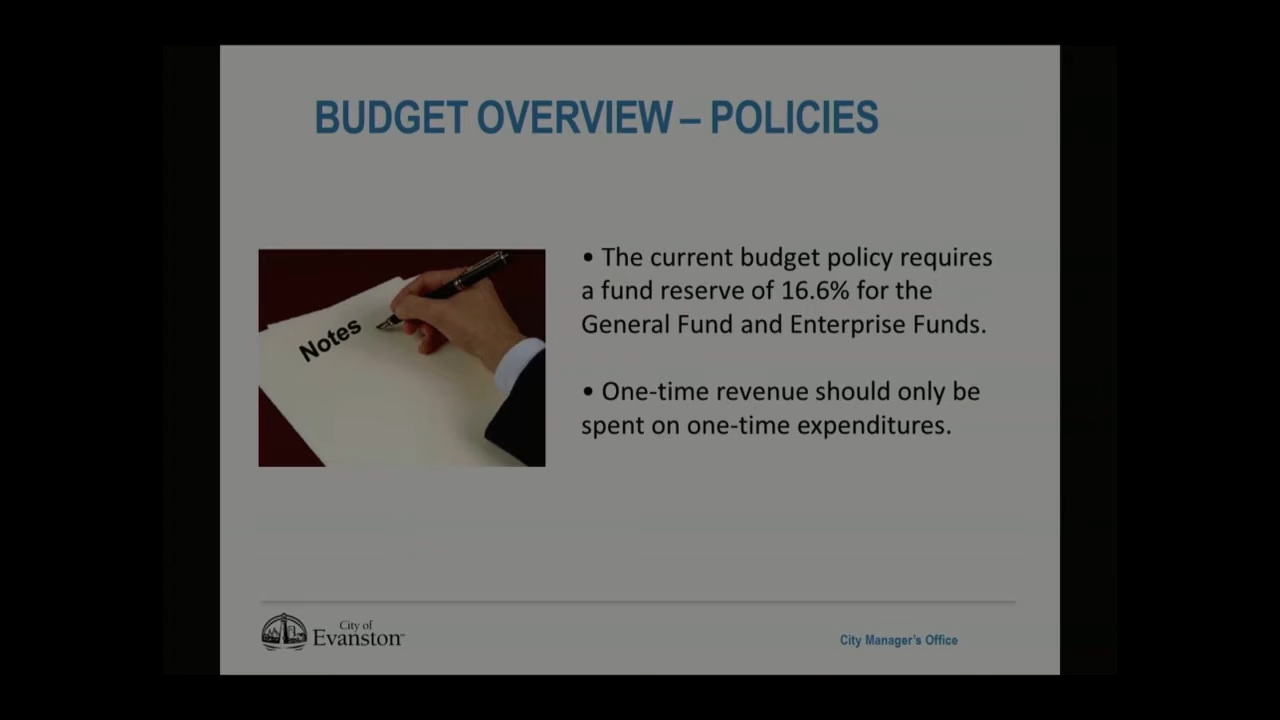 BUDGET OVERVIEW – POLICIES
Notes
• The current budget policy requires
a fund reserve of 16.6% for the
General Fund and Enterprise Funds.
• One-time revenue should only be
spent on one-time expenditures.
City of
Evanston™
City Manager's Office